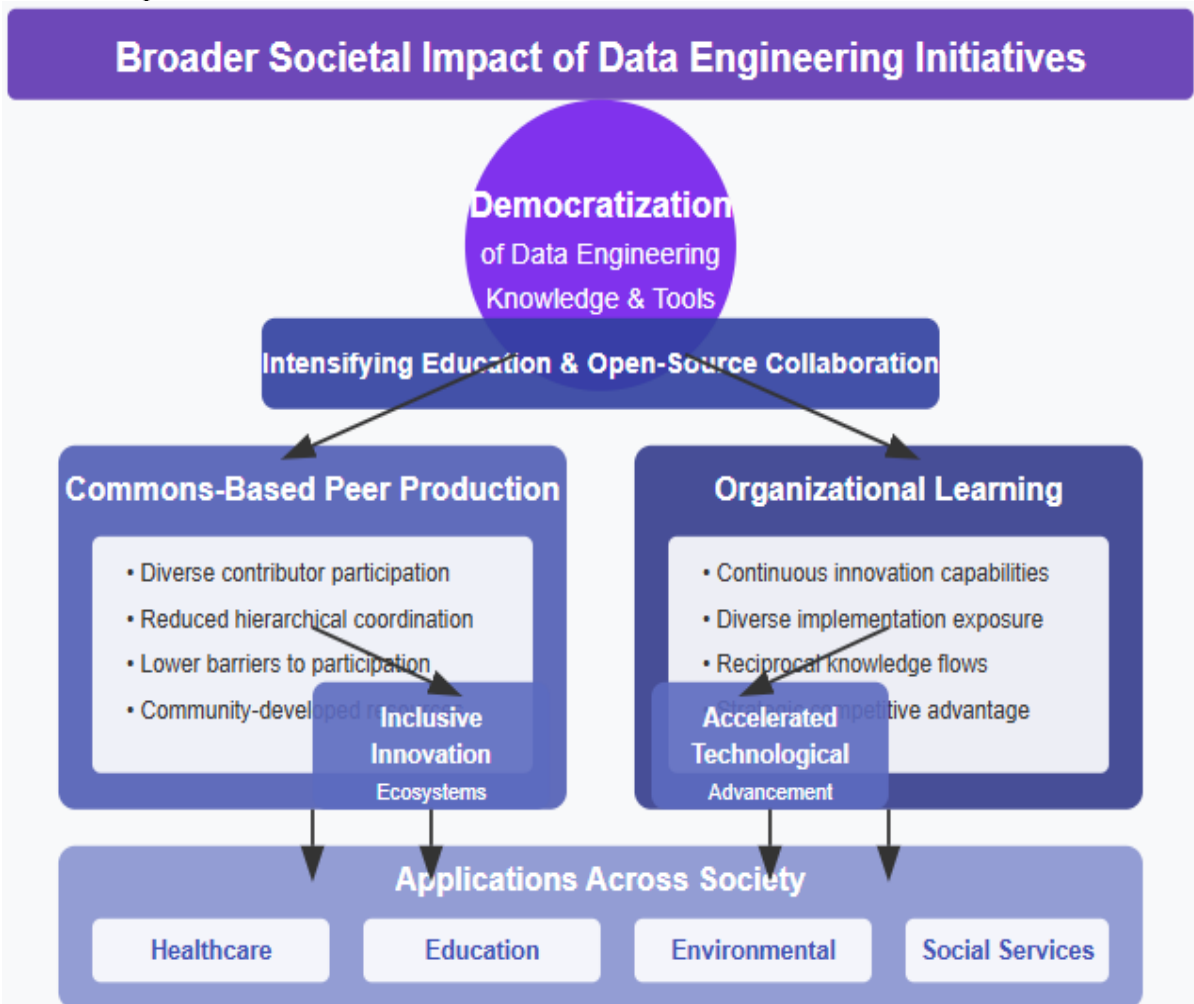 Broader Societal Impact of Data Engineering Initiatives
Democratization
of Data Engineering
Knowledge & Tools
Intensifying Education & Open-Source Collaboration
Commons-Based Peer Production
• Diverse contributor participation
• Reduced hierarchical coordination
• Lower barriers to participation
• Community-developed resources
Inclusive
Innovation
Ecosystems
Organizational Learning
• Continuous innovation capabilities
• Diverse implementation exposure
• Reciprocal knowledge flows
• Strategic competitive advantage
Accelerated
Technological
Advancement
Applications Across Society
Healthcare
Education
Environmental
Social Services